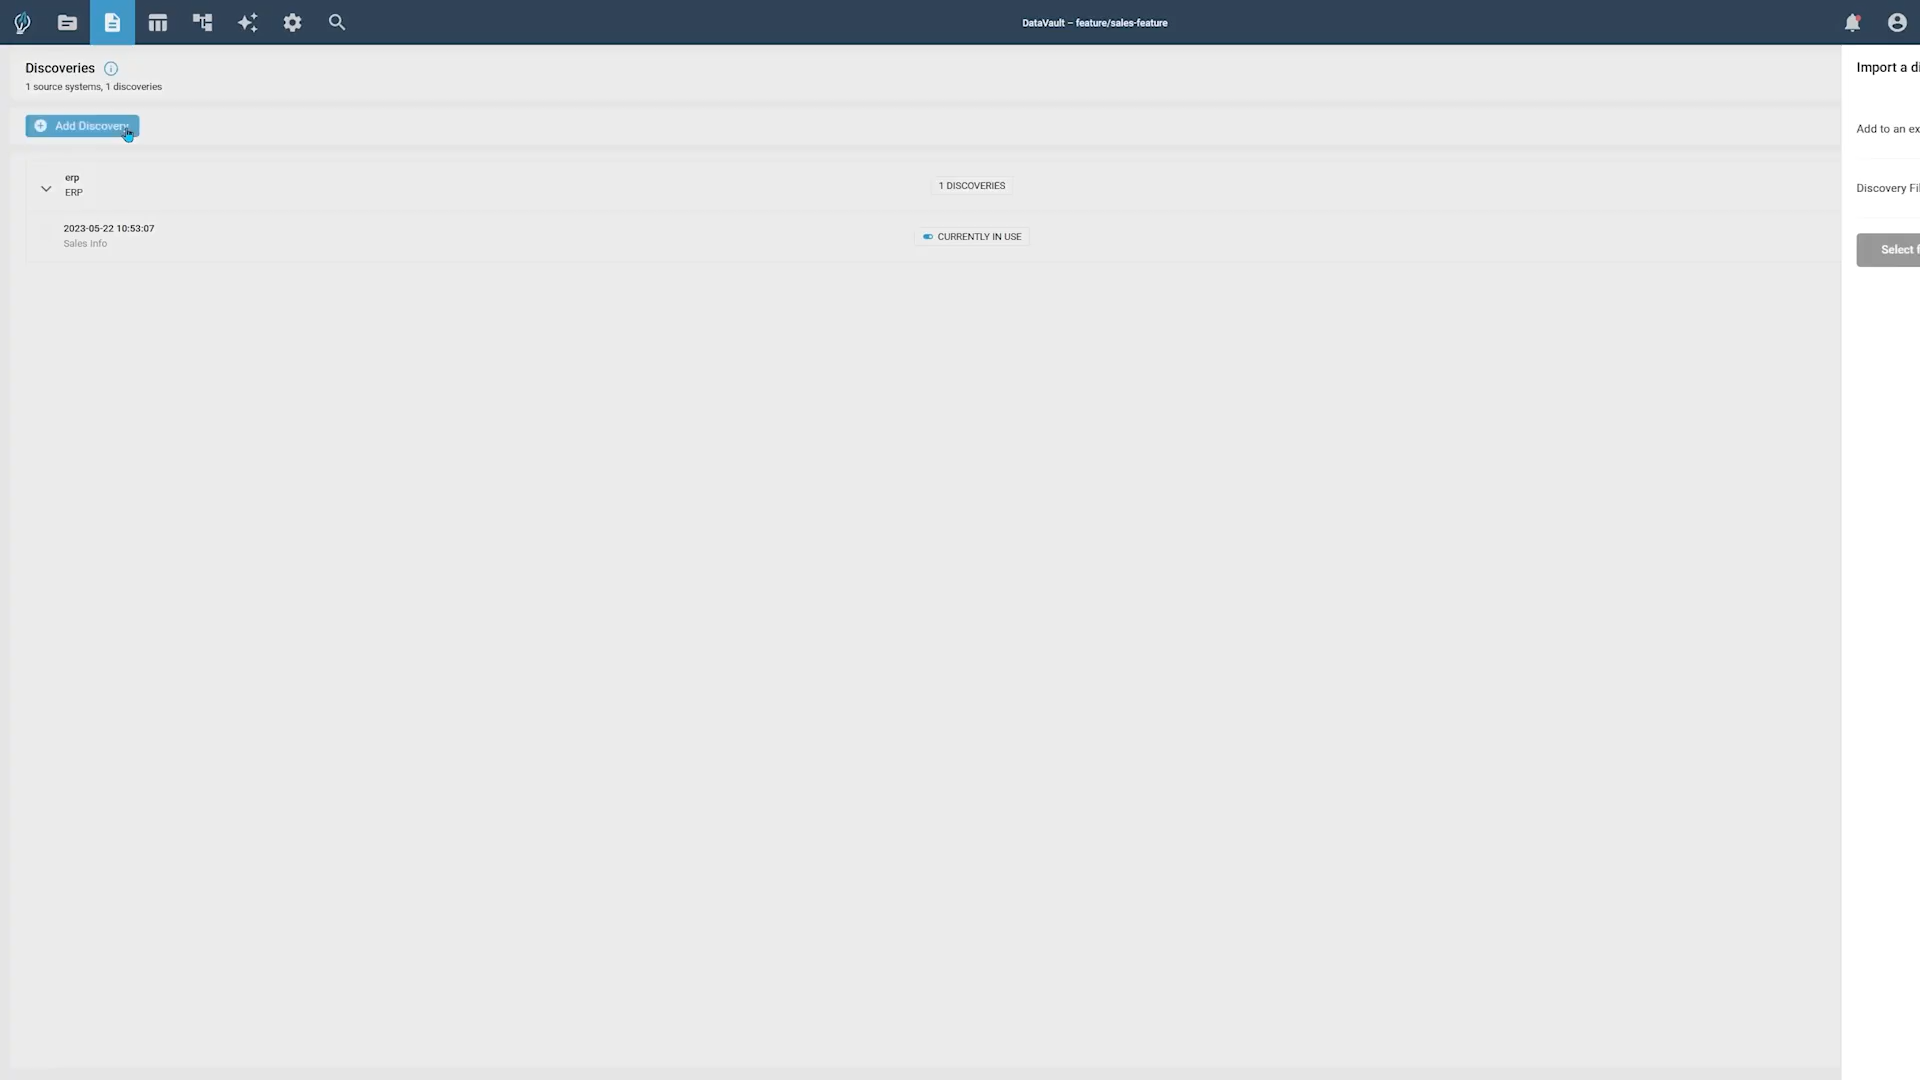 DataVault – feature/sales-feature
Discoveries
1 source systems, 1 discoveries
Import a di
Add Discovery
Add to an ex
erp
ERP
1 DISCOVERIES
Discovery Fil
2023-05-22 10:53:07
Sales Info
CURRENTLY IN USE
Select f